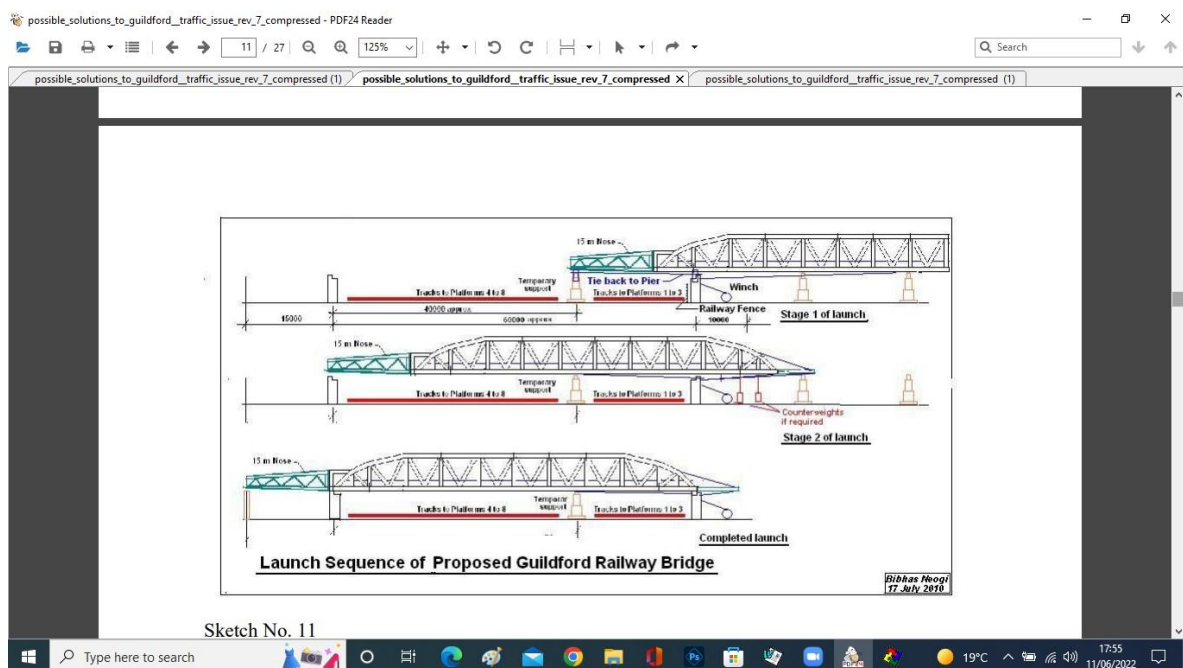 possible_solutions_to_guildford__traffic_issue_rev_7_compressed - PDF24 Reader
11 / 27 125% Search
possible_solutions_to_guildford__traffic_issue_rev_7_compressed (1) possible_solutions_to_guildford__traffic_issue_rev_7_compressed X possible_solutions_to_guildford__traffic_issue_rev_7_compressed (1)
15 m Nose
Tie back to Pier
Temporary support
Winch
Tracks to Platforms 4 to 8
Tracks to Platforms 1 to 3
Railway Fence
Stage 1 of launch
15000
40000 approx
60000 approx
10000
15 m Nose
Temporary support
Tracks to Platforms 4 to 8
Tracks to Platforms 1 to 3
Counterweights
if required
Stage 2 of launch
15 m Nose
Temporar
support
Tracks to Platforms 4 to 8
Tracks to Platforms 1 to 3
Completed launch
Launch Sequence of Proposed Guildford Railway Bridge
Bibhas Neogi
17 July 2010
Sketch No. 11
Type here to search
Ps
19°C
17:55
11/06/2022